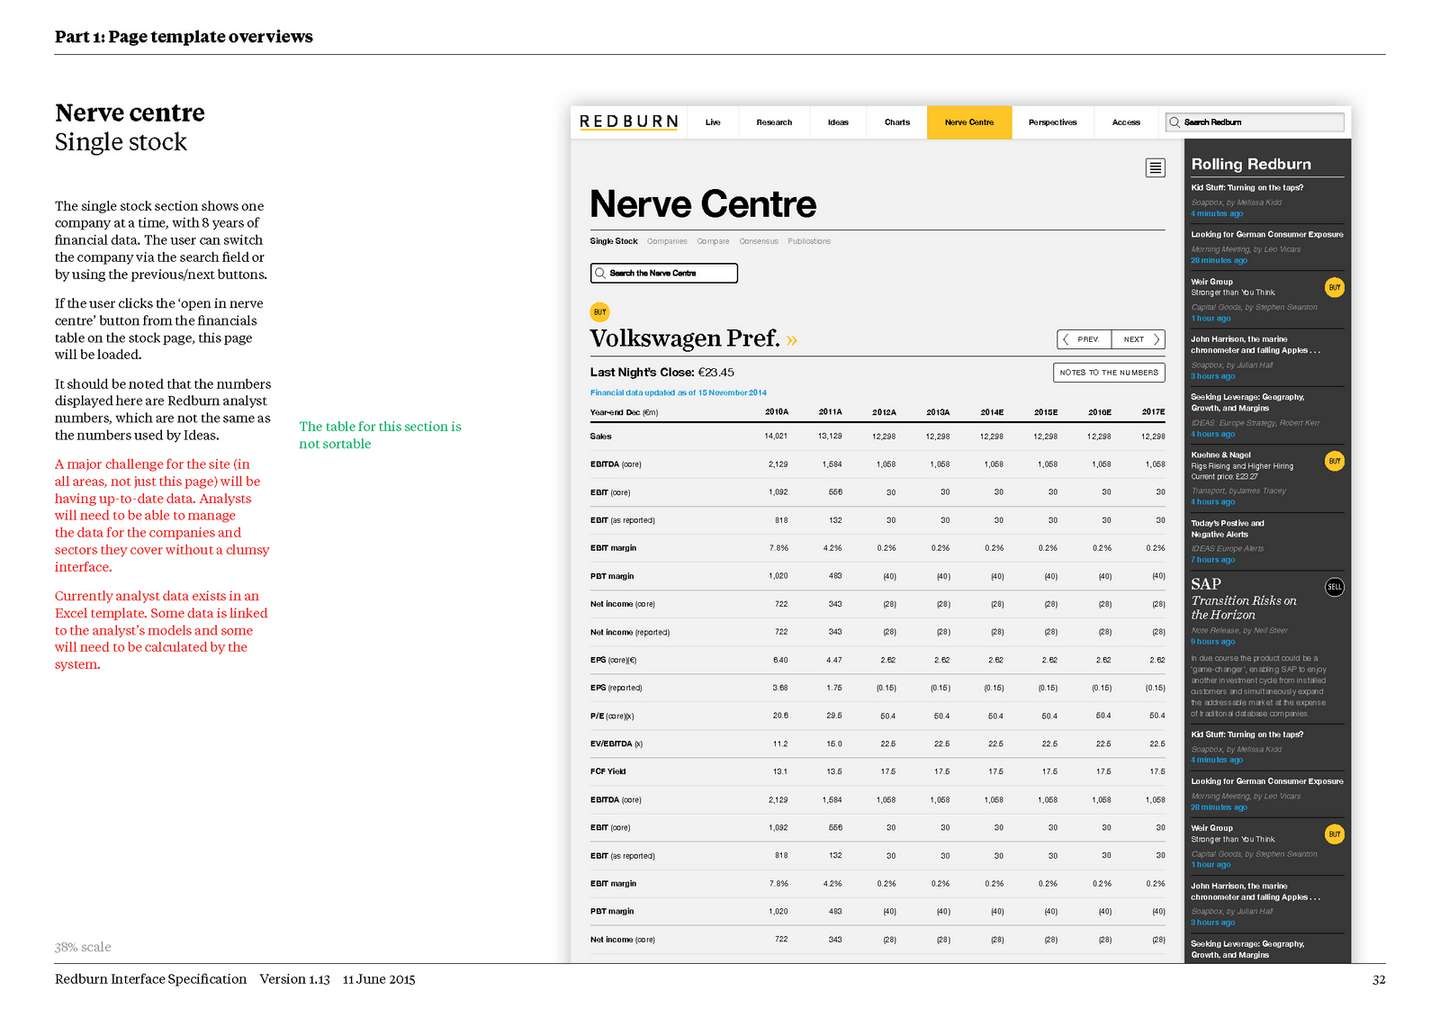 Part 1: Page template overviews
Nerve centre
Single stock
The single stock section shows one
company at a time, with 8 years of
financial data. The user can switch
the company via the search field or
by using the previous/next buttons.
If the user clicks the ‘open in nerve
centre’ button from the financials
table on the stock page, this page
will be loaded.
It should be noted that the numbers
displayed here are Redburn analyst
numbers, which are not the same as
the numbers used by Ideas.
A major challenge for the site (in
all areas, not just this page) will be
having up-to-date data. Analysts
will need to be able to manage
the data for the companies and
sectors they cover without a clumsy
interface.
Currently analyst data exists in an
Excel template. Some data is linked
to the analyst’s models and some
will need to be calculated by the
system.
The table for this section is
not sortable
REDBURN Live Research Ideas Charts Nerve Centre Perspectives Access Search Redburn
Nerve Centre
Single Stock Companies Compare Consensus Publications
Search the Nerve Centre
BUY
Volkswagen Pref. »
PREV. NEXT
Last Night’s Close: €23.45
NOTES TO THE NUMBERS
Financial data updated as of 15 November 2014
Year-end Dec (€m) 2010A 2011A 2012A 2013A 2014E 2015E 2016E 2017E
Sales 14,021 13,129 12,298 12,298 12,298 12,298 12,298 12,298
EBITDA (core) 2,129 1,584 1,058 1,058 1,058 1,058 1,058 1,058
EBIT (core) 1,092 556 30 30 30 30 30 30
EBIT (as reported) 818 132 30 30 30 30 30 30
EBIT margin 7.8% 4.2% 0.2% 0.2% 0.2% 0.2% 0.2% 0.2%
PBT margin 1,020 483 (40) (40) (40) (40) (40) (40)
Net income (core) 722 343 (28) (28) (28) (28) (28) (28)
Net income (reported) 722 343 (28) (28) (28) (28) (28) (28)
EPS (core)(€) 6.40 4.47 2.62 2.62 2.62 2.62 2.62 2.62
EPS (reported) 3.68 1.75 (0.15) (0.15) (0.15) (0.15) (0.15) (0.15)
P/E (core)(x) 20.6 29.5 50.4 50.4 50.4 50.4 50.4 50.4
EV/EBITDA (x) 11.2 15.0 22.5 22.5 22.5 22.5 22.5 22.5
FCF Yield 13.1 13.5 17.5 17.5 17.5 17.5 17.5 17.5
EBITDA (core) 2,129 1,584 1,058 1,058 1,058 1,058 1,058 1,058
EBIT (core) 1,092 556 30 30 30 30 30 30
EBIT (as reported) 818 132 30 30 30 30 30 30
EBIT margin 7.8% 4.2% 0.2% 0.2% 0.2% 0.2% 0.2% 0.2%
PBT margin 1,020 483 (40) (40) (40) (40) (40) (40)
Net income (core) 722 343 (28) (28) (28) (28) (28) (28)
Rolling Redburn
Kid Stuff: Turning on the taps?
Soapbox, by Melissa Kidd
4 minutes ago
Looking for German Consumer Exposure
Morning Meeting, by Leo Vicars
28 minutes ago
Weir Group
Stronger than You Think
BUY
Capital Goods, by Stephen Swanton
1 hour ago
John Harrison, the marine
chronometer and falling Apples . . .
Soapbox, by Julian Half
3 hours ago
Seeking Leverage: Geography,
Growth, and Margins
IDEAS Europe Strategy, Robert Kerr
4 hours ago
Kuehne & Nagel
Rigs Rising and Higher Hiring
Current price: £23.27
BUY
Transport, byJames Tracey
4 hours ago
Today’s Postive and
Negative Alerts
IDEAS Europe Alerts
7 hours ago
SAP
Transition Risks on
the Horizon
SELL
Note Release, by Neil Steer
9 hours ago
In due course the product could be a
‘game-changer’, enabling SAP to enjoy
another investment cycle from installed
customers and simultaneously expand
the addressable market at the expense
of traditional database companies.
Kid Stuff: Turning on the taps?
Soapbox, by Melissa Kidd
4 minutes ago
Looking for German Consumer Exposure
Morning Meeting, by Leo Vicars
28 minutes ago
Weir Group
Stronger than You Think
BUY
Capital Goods, by Stephen Swanton
1 hour ago
John Harrison, the marine
chronometer and falling Apples . . .
Soapbox, by Julian Half
3 hours ago
Seeking Leverage: Geography,
Growth, and Margins
38% scale
Redburn Interface Specification Version 1.13 11 June 2015
32